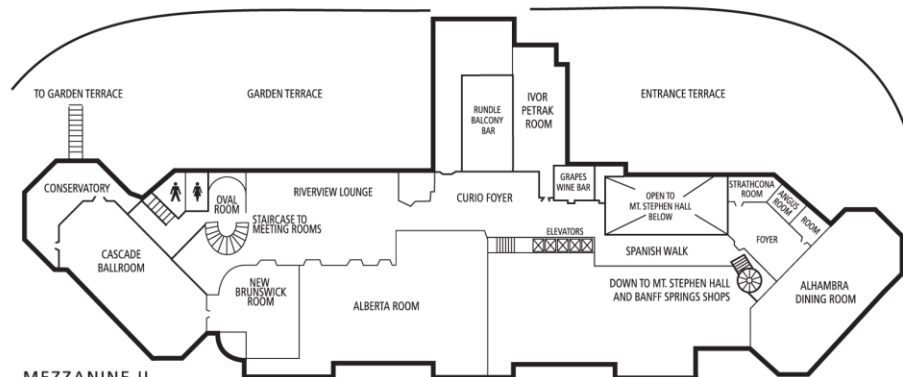 TO GARDEN TERRACE
GARDEN TERRACE
RUNDLE
BALCONY
BAR
IVOR
PETRAK
ROOM
ENTRANCE TERRACE
CONSERVATORY
OVAL
ROOM
RIVERVIEW LOUNGE
CURIO FOYER
GRAPES
WINE BAR
STRATHCONA
ROOM
ANGUS
ROOM
ROOM
OPEN TO
MT. STEPHEN HALL
BELOW
STAIRCASE TO
MEETING ROOMS
ELEVATORS
FOYER
CASCADE
BALLROOM
SPANISH WALK
NEW
BRUNSWICK
ROOM
ALBERTA ROOM
DOWN TO MT. STEPHEN HALL
AND BANFF SPRINGS SHOPS
ALHAMBRA
DINING ROOM
MEZZANINE II